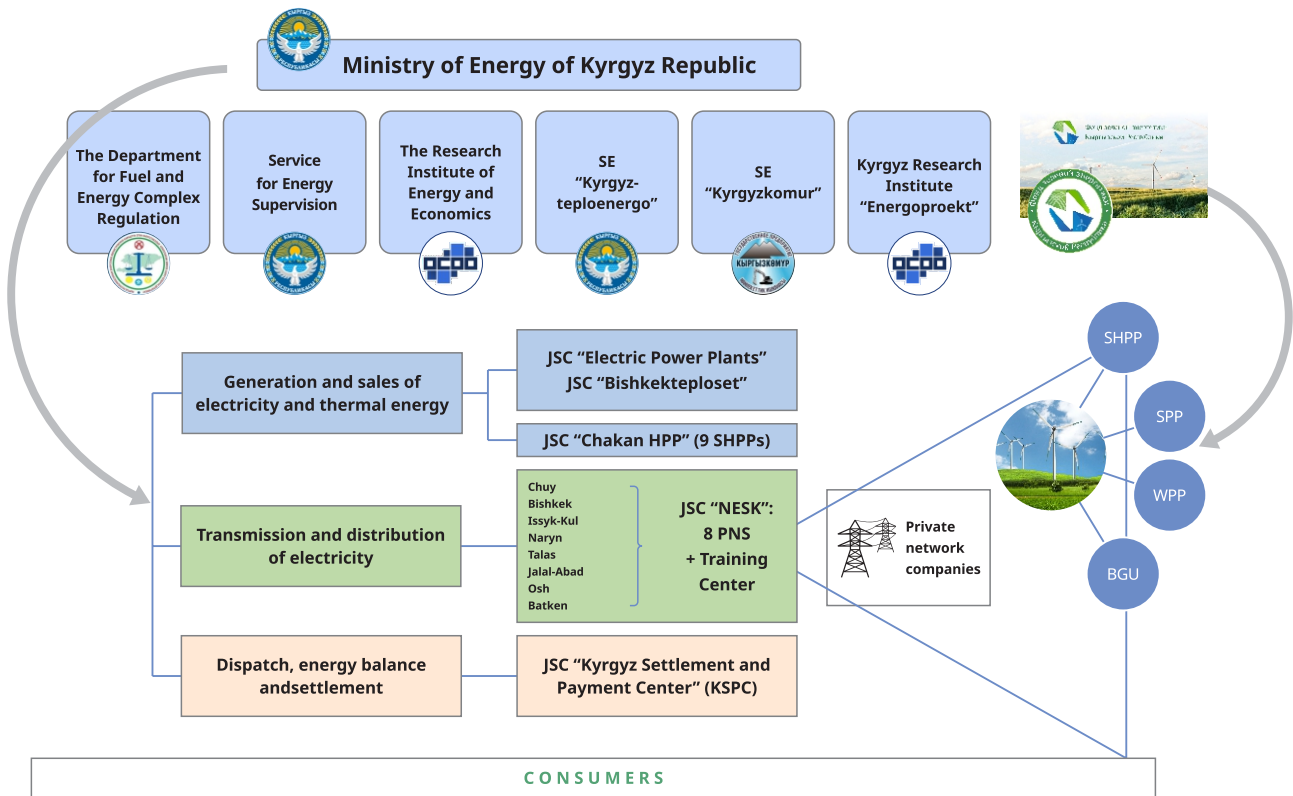 Ministry of Energy of Kyrgyz Republic
The Department
for Fuel and
Energy Complex
Regulation
Service
for Energy
Supervision
The Research
Institute of
Energy and
Economics
SE
“Kyrgyz-
teploenergo”
SE
“Kyrgyzkomur”
Kyrgyz Research
Institute
“Energoproekt”
КЫРГЫЗКӨМҮР
Generation and sales of
electricity and thermal energy
JSC “Electric Power Plants”
JSC “Bishkekteploset”
JSC “Chakan HPP” (9 SHPPs)
Transmission and distribution
of electricity
Chuy
Bishkek
Issyk-Kul
Naryn
Talas
Jalal-Abad
Osh
Batken
JSC “NESK”:
8 PNS
+ Training
Center
Private
network
companies
Dispatch, energy balance
andsettlement
JSC “Kyrgyz Settlement and
Payment Center” (KSPC)
SHPP
SPP
WPP
BGU
CONSUMERS